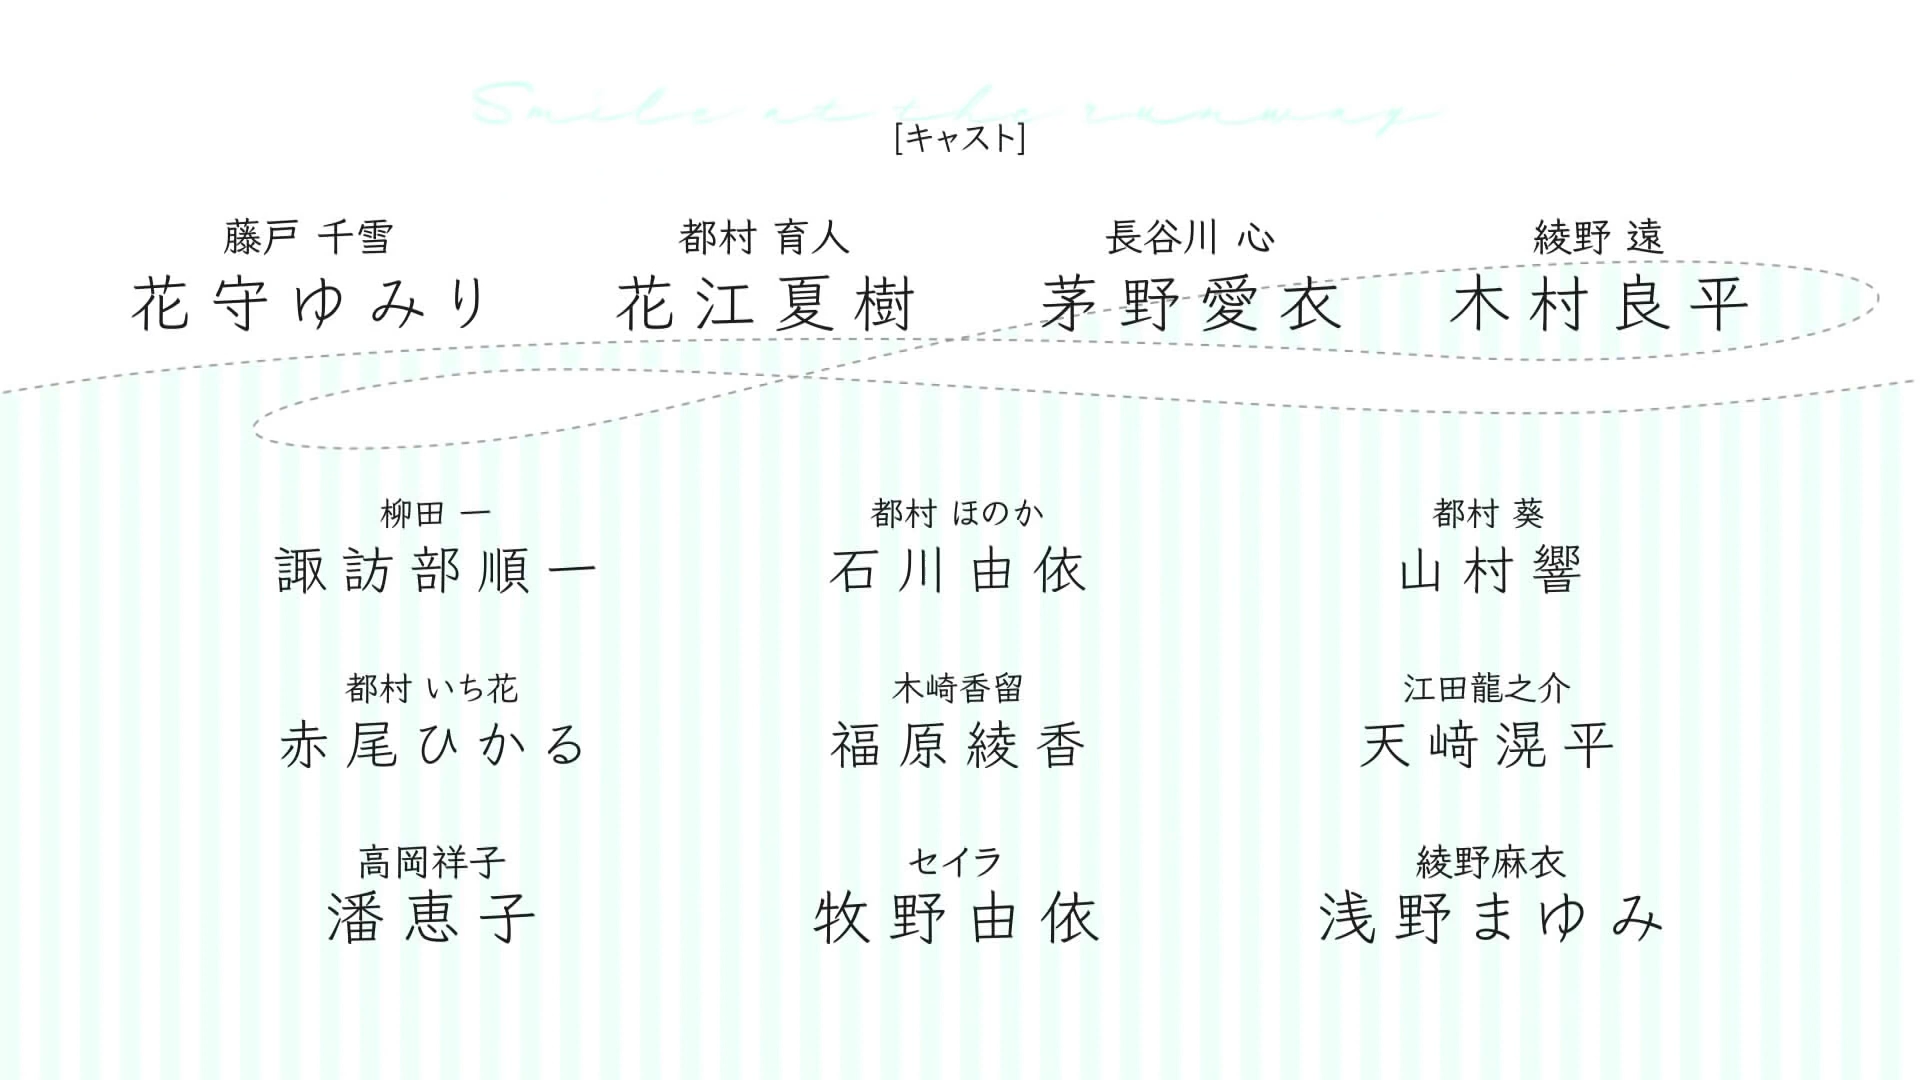 Smile at the runway
[キャスト]
藤戸 千雪 都村 育人 長谷川 心 綾野 遠
花守ゆみり 花江夏樹 茅野愛衣 木村良平
柳田 一 都村 ほのか 都村 葵
諏訪部順一 石川由依 山村響
都村 いち花 木崎香留 江田龍之介
赤尾ひかる 福原綾香 天﨑滉平
高岡祥子 セイラ 綾野麻衣
潘恵子 牧野由依 浅野まゆみ